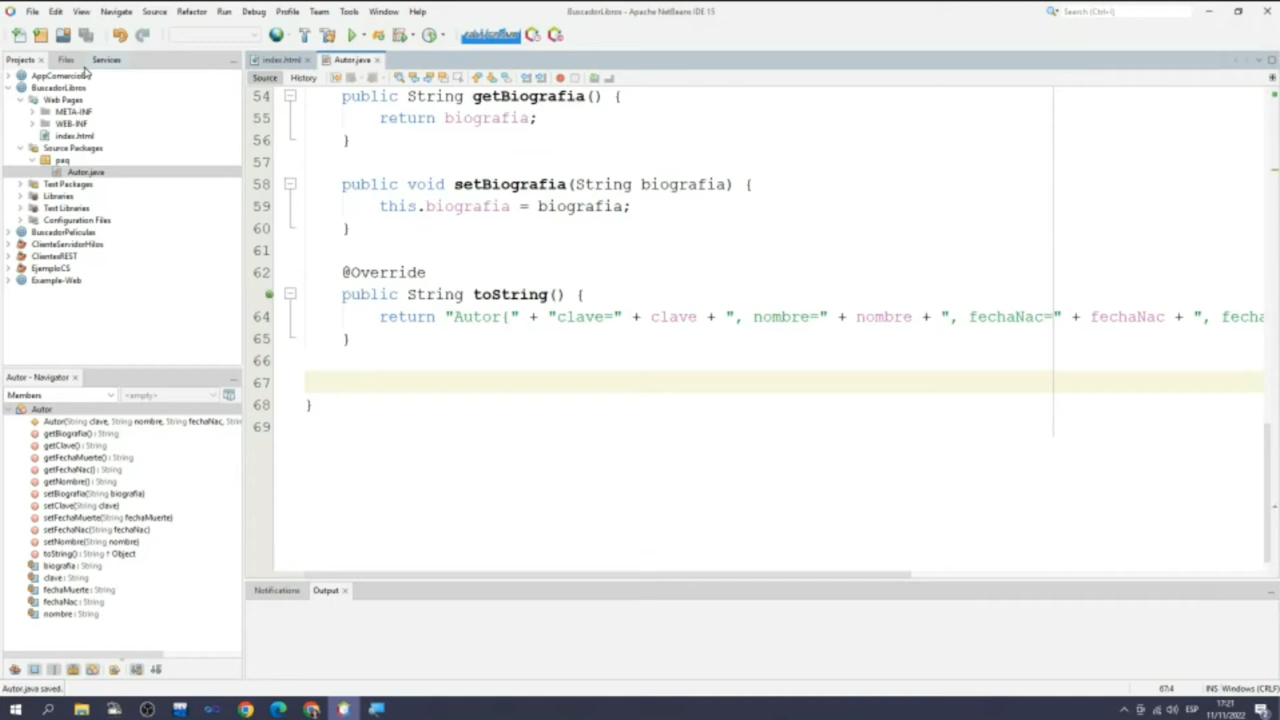 File Edit View Navigate Source Refactor Run Debug Profile Team Tools Window Help
BuscadorLibros - Apache NetBeans IDE 15
Search (Ctrl+I)
Projects Files Services
AppComercio
BuscadorLibros
Web Pages
META-INF
WEB-INF
index.html
Source Packages
paq
Autor.java
Test Packages
Libraries
Test Libraries
Configuration Files
BuscadorPeliculas
ClienteServidorHilos
ClientesREST
EjemploCS
Example-Web
index.html Autor.java
Source History
54 public String getBiografia() {
55 return biografia;
56 }
57
58 public void setBiografia(String biografia) {
59 this.biografia = biografia;
60 }
61
62 @Override
public String toString() {
64 return "Autor{" + "clave=" + clave + ", nombre=" + nombre + ", fechaNac=" + fechaNac + ", fecha
65 }
66
67
68 }
69
Autor - Navigator
Members <empty>
Autor
Autor(String clave, String nombre, String fechaNac, Strin
getBiografia() : String
getClave() : String
getFechaMuerte() : String
getFechaNac() : String
getNombre() : String
setBiografia(String biografia)
setClave(String clave)
setFechaMuerte(String fechaMuerte)
setFechaNac(String fechaNac)
setNombre(String nombre)
toString() : String ↑ Object
biografia : String
clave : String
fechaMuerte : String
fechaNac : String
nombre : String
Notifications Output
Autor.java saved.
67:4 INS Windows (CRLF)
ESP
17:21
11/11/2022